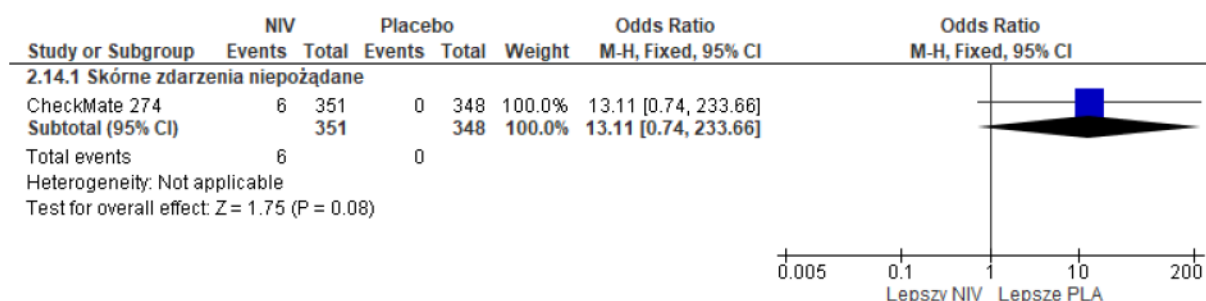 NIV Placebo Odds Ratio Odds Ratio
Study or Subgroup Events Total Events Total Weight M-H, Fixed, 95% CI M-H, Fixed, 95% CI
2.14.1 Skórne zdarzenia niepożądane
CheckMate 274 6 351 0 348 100.0% 13.11 [0.74, 233.66]
Subtotal (95% CI) 351 348 100.0% 13.11 [0.74, 233.66]
Total events 6 0
Heterogeneity: Not applicable
Test for overall effect: Z = 1.75 (P = 0.08)
0.005 0.1 1 10 200
Lepszy NIV Lepsze PLA